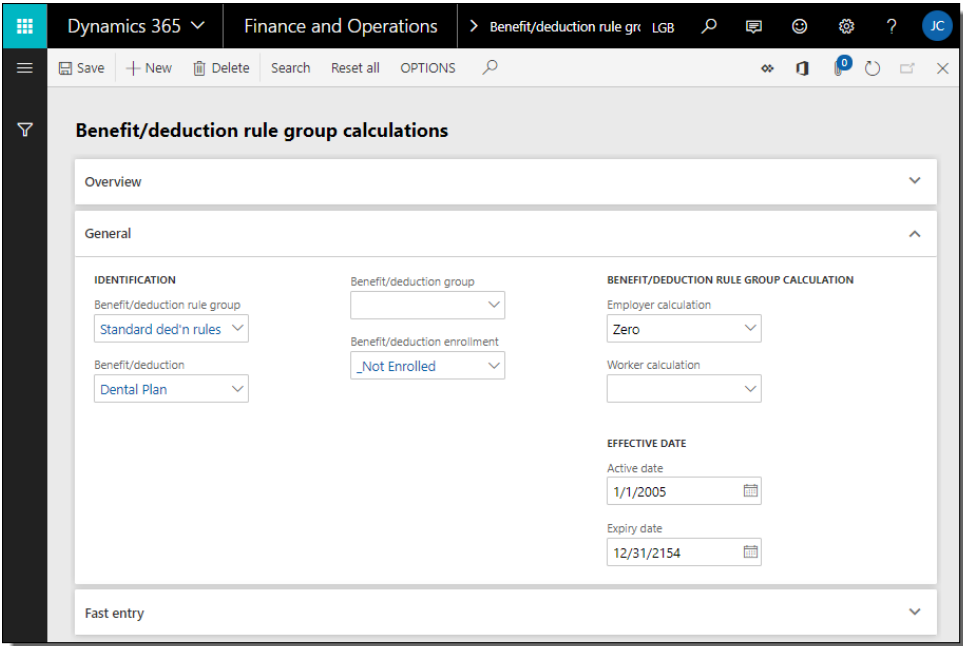 Dynamics 365 Finance and Operations Benefit/deduction rule gro LGB ? JC
Save New Delete Search Reset all OPTIONS 0
Benefit/deduction rule group calculations
Overview
General
IDENTIFICATION
Benefit/deduction rule group
Standard ded'n rules
Benefit/deduction
Dental Plan
Benefit/deduction group
Benefit/deduction enrollment
_Not Enrolled
BENEFIT/DEDUCTION RULE GROUP CALCULATION
Employer calculation
Zero
Worker calculation
EFFECTIVE DATE
Active date
1/1/2005
Expiry date
12/31/2154
Fast entry